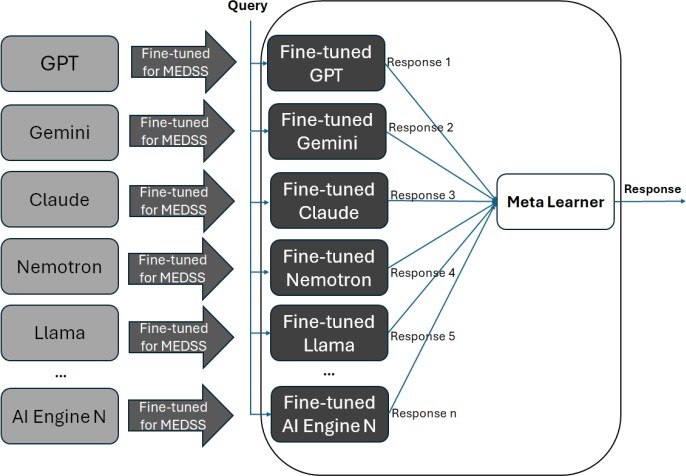 Query
GPT
Fine-tuned
for MEDSS
Fine-tuned
GPT
Response 1
Gemini
Fine-tuned
for MEDSS
Fine-tuned
Gemini
Response 2
Claude
Fine-tuned
for MEDSS
Fine-tuned
Claude
Response 3
Meta Learner
Response
Nemotron
Fine-tuned
for MEDSS
Fine-tuned
Nemotron
Response 4
Llama
Fine-tuned
for MEDSS
Fine-tuned
Llama
Response 5
...
...
AI Engine N
Fine-tuned
for MEDSS
Fine-tuned
AI Engine N
Response n